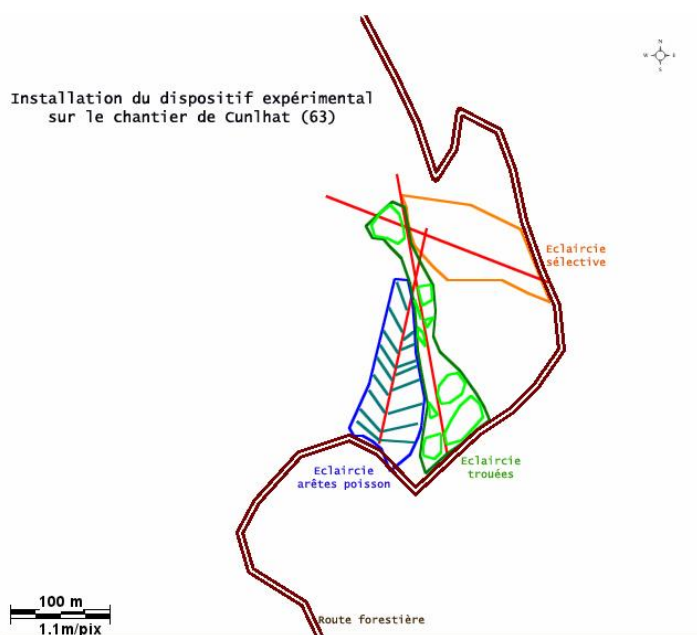 Installation du dispositif expérimental
sur le chantier de Cunlhat (63)
N
W
E
S
Eclaircie
sélective
Eclaircie
arêtes poisson
Eclaircie
trouées
100 m
1.1m/pix
Route forestière